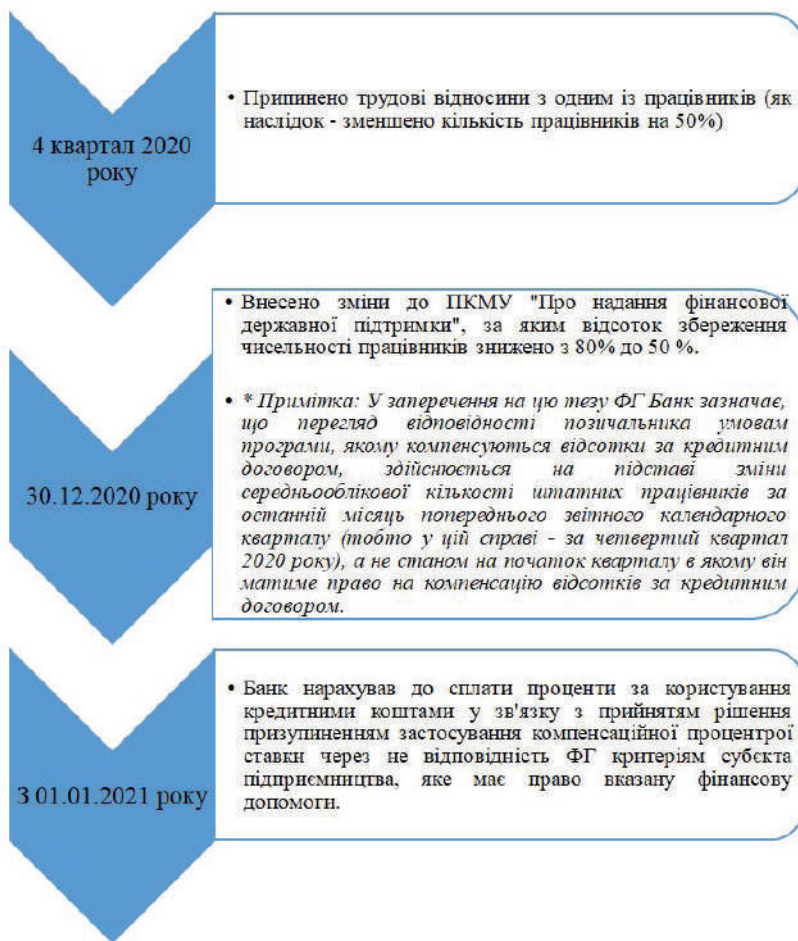 4 квартал 2020
року
• Припинено трудові відносини з одним із працівників (як
наслідок - зменшено кількість працівників на 50%)
30.12.2020 року
• Внесено зміни до ПКМУ "Про надання фінансової
державної підтримки", за яким відсоток збереження
чисельності працівників знижено з 80% до 50 %.
• * Примітка: У заперечення на цю тезу ФГ Банк зазначає,
що перегляд відповідності позичальника умовам
програми, якому компенсуються відсотки за кредитним
договором, здійснюється на підставі зміни
середньооблікової кількості штатних працівників за
останній місяць попереднього звітного календарного
кварталу (тобто у цій справі - за четвертий квартал
2020 року), а не станом на початок кварталу в якому він
матиме право на компенсацію відсотків за кредитним
договором.
З 01.01.2021 року
• Банк нарахував до сплати проценти за користування
кредитними коштами у зв'язку з прийнятям рішення
призупиненням застосування компенсаційної процентрої
ставки через не відповідність ФГ критеріям субєкта
підприємництва, яке має право вказану фінансову
допомоги.